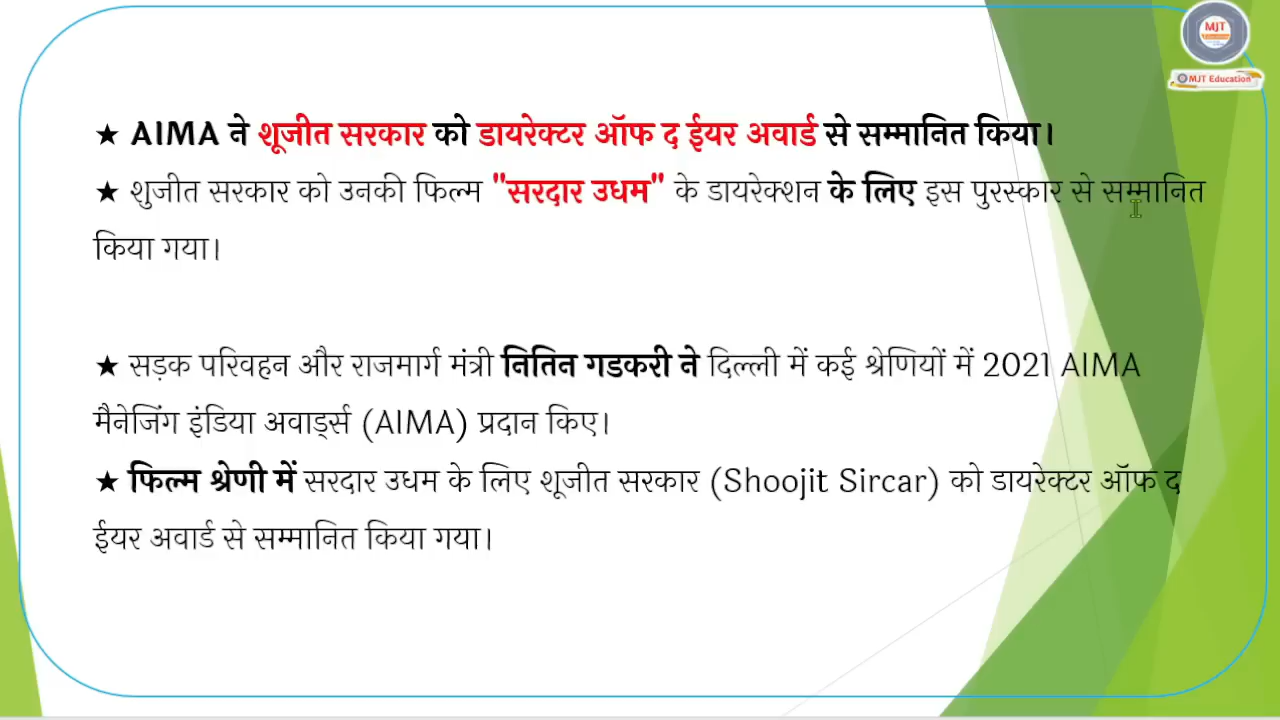 MJT
MJT Education
★ AIMA ने शूजीत सरकार को डायरेक्टर ऑफ द ईयर अवार्ड से सम्मानित किया।
★ शुजीत सरकार को उनकी फिल्म "सरदार उधम" के डायरेक्शन के लिए इस पुरस्कार से सम्मानित
किया गया।
★ सड़क परिवहन और राजमार्ग मंत्री नितिन गडकरी ने दिल्ली में कई श्रेणियों में 2021 AIMA
मैनेजिंग इंडिया अवार्ड्स (AIMA) प्रदान किए।
★ फिल्म श्रेणी में सरदार उधम के लिए शूजीत सरकार (Shoojit Sircar) को डायरेक्टर ऑफ द
ईयर अवार्ड से सम्मानित किया गया।